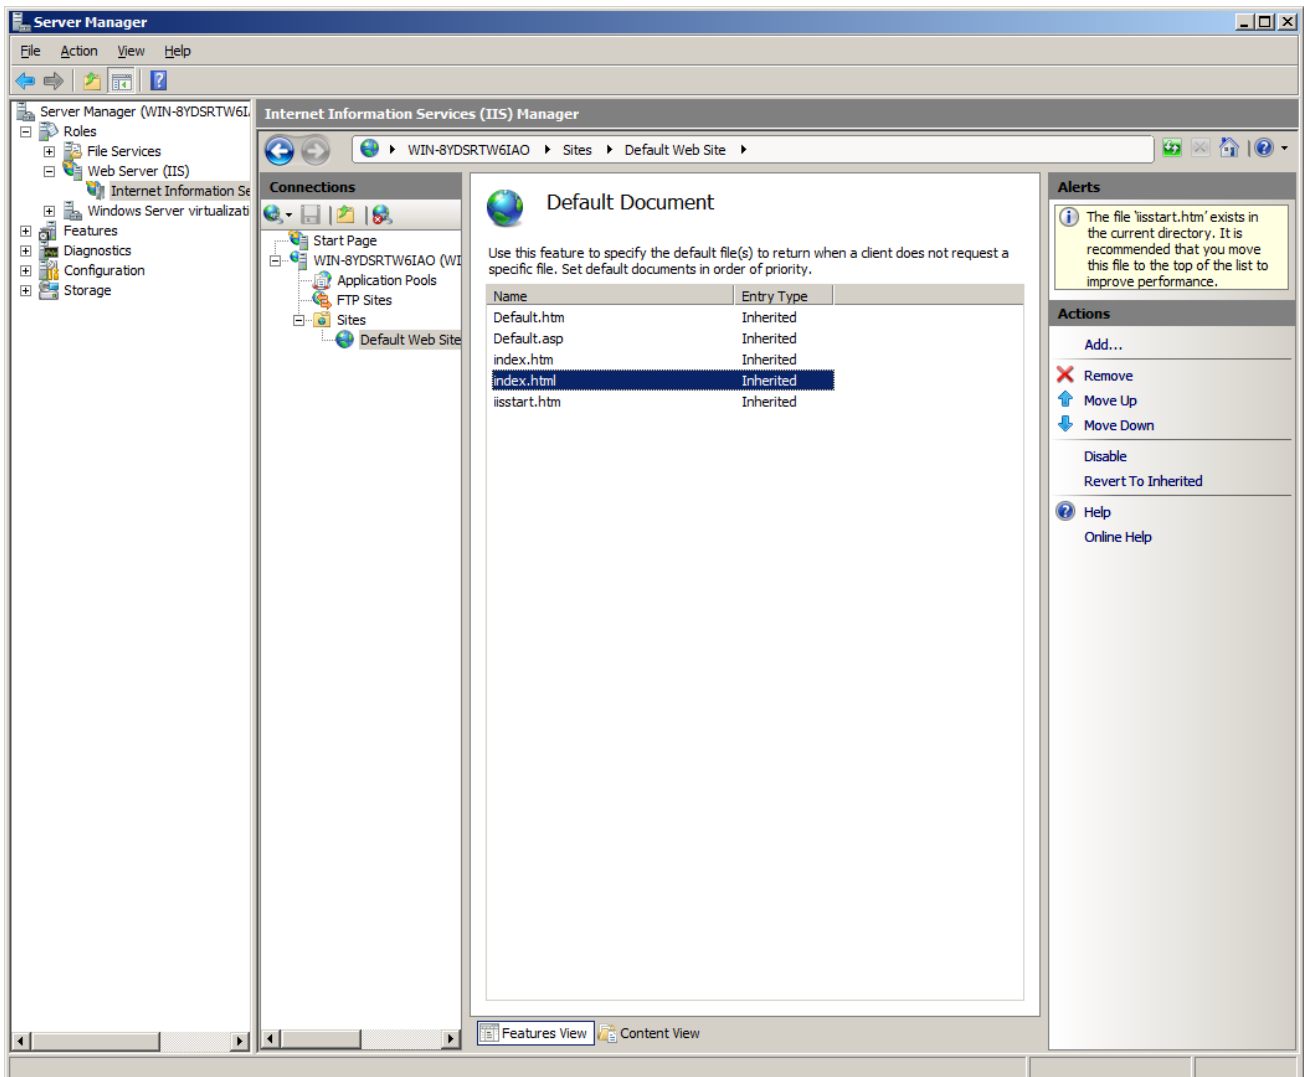 Server Manager
File Action View Help
Server Manager (WIN-8YDSRTW6I
Roles
File Services
Web Server (IIS)
Internet Information Se
Windows Server virtualizati
Features
Diagnostics
Configuration
Storage
Internet Information Services (IIS) Manager
WIN-8YDSRTW6IAO Sites Default Web Site
Connections
Start Page
WIN-8YDSRTW6IAO (WI
Application Pools
FTP Sites
Sites
Default Web Site
Default Document
Use this feature to specify the default file(s) to return when a client does not request a
specific file. Set default documents in order of priority.
Name Entry Type
Default.htm Inherited
Default.asp Inherited
index.htm Inherited
index.html Inherited
iisstart.htm Inherited
Features View Content View
Alerts
The file 'iisstart.htm' exists in
the current directory. It is
recommended that you move
this file to the top of the list to
improve performance.
Actions
Add...
Remove
Move Up
Move Down
Disable
Revert To Inherited
Help
Online Help